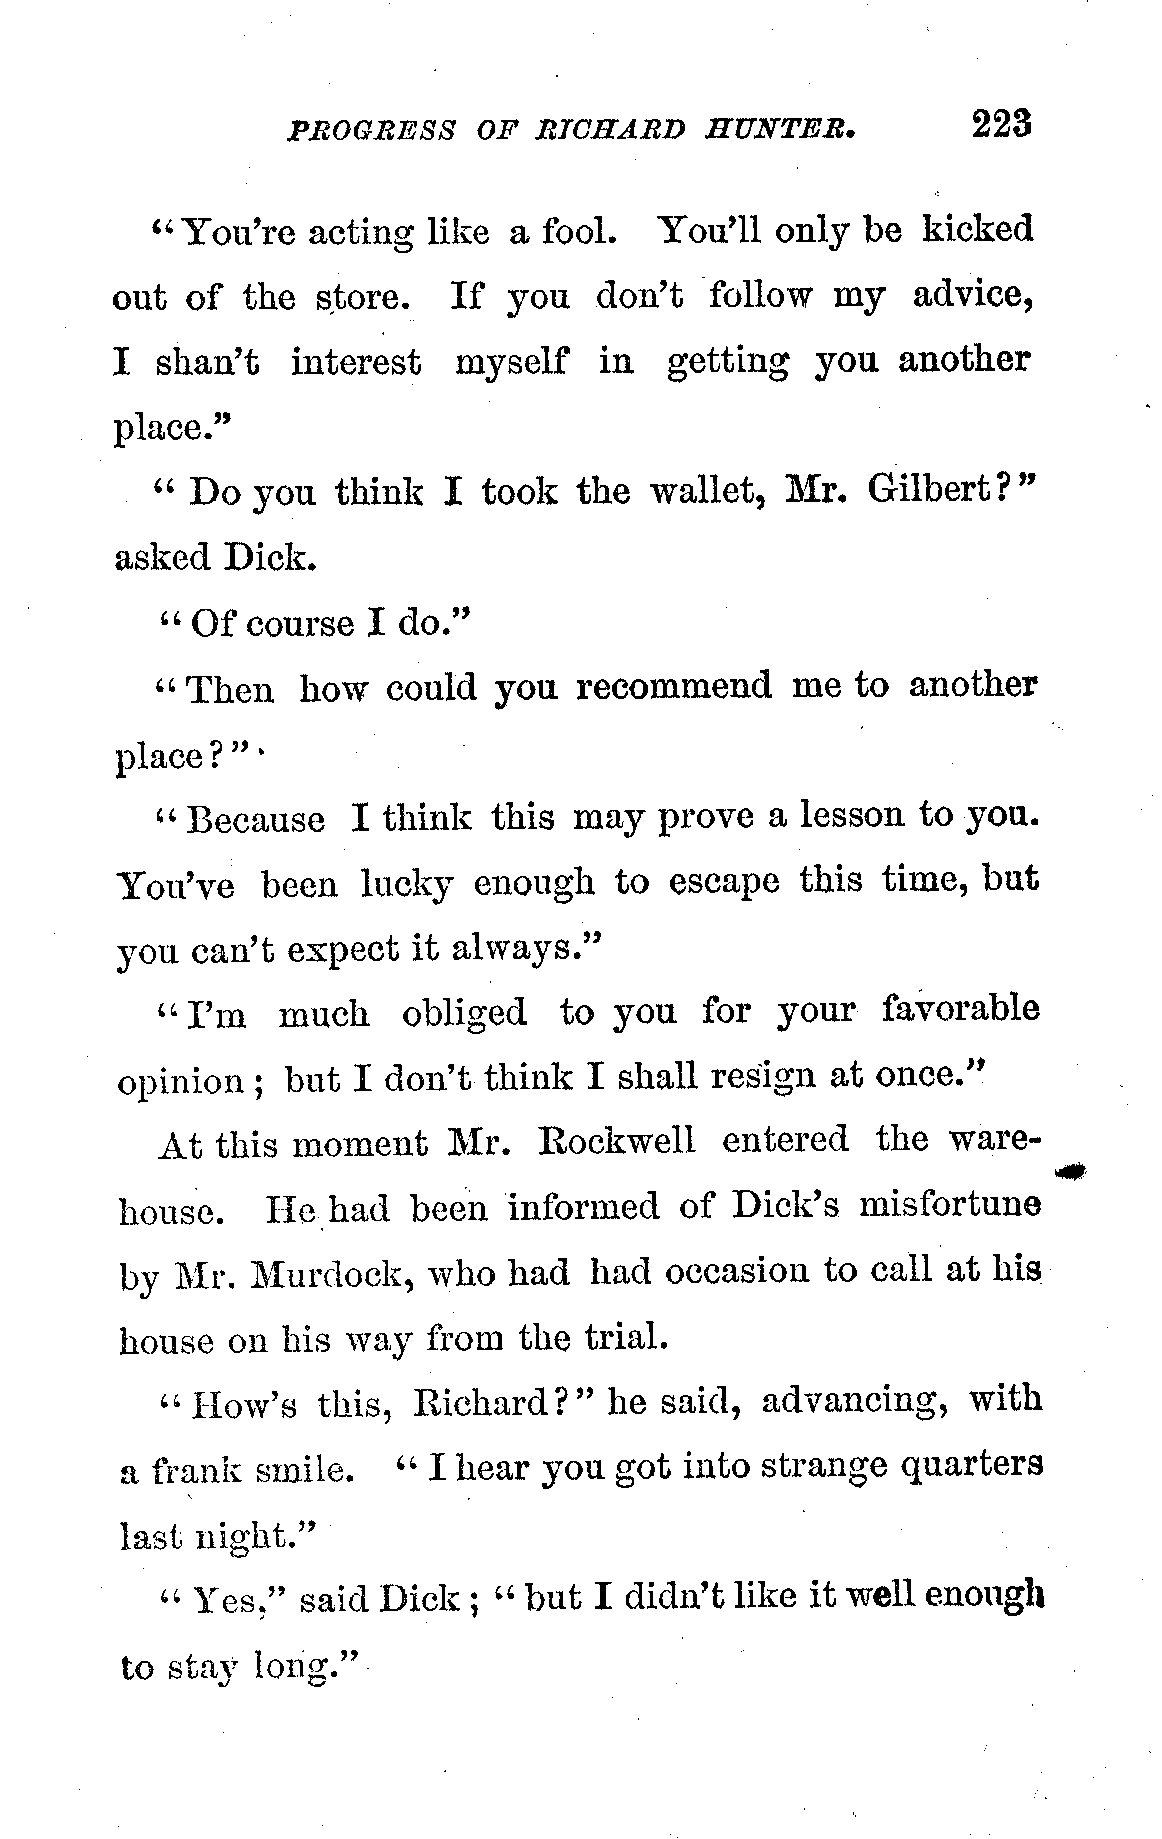 PROGRESS OF RICHARD HUNTER. 223
"You're acting like a fool. You'll only be kicked
out of the store. If you don't follow my advice,
I shan't interest myself in getting you another
place."
"Do you think I took the wallet, Mr. Gilbert?"
asked Dick.
"Of course I do."
"Then how could you recommend me to another
place?"
"Because I think this may prove a lesson to you.
You've been lucky enough to escape this time, but
you can't expect it always."
"I'm much obliged to you for your favorable
opinion; but I don't think I shall resign at once."
At this moment Mr. Rockwell entered the ware-
house. He had been informed of Dick's misfortune
by Mr. Murdock, who had had occasion to call at his
house on his way from the trial.
"How's this, Richard?" he said, advancing, with
a frank smile. "I hear you got into strange quarters
last night."
"Yes," said Dick; "but I didn't like it well enough
to stay long."